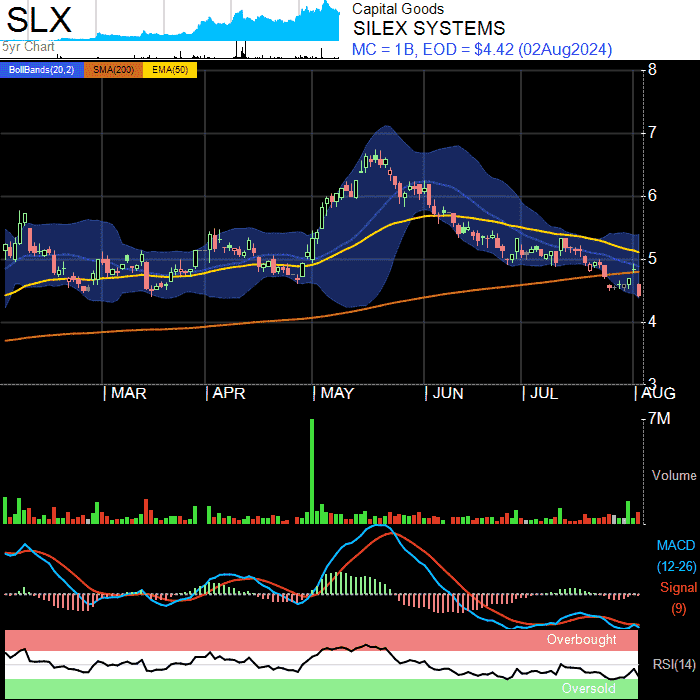 SLX
Capital Goods
SILEX SYSTEMS
5yr Chart
MC = 1B, EOD = $4.42 (02Aug2024)
BollBands(20,2) SMA(200) EMA(50)
8
7
6
5
4
3
MAR APR MAY JUN JUL AUG
7M
Volume
MACD
(12-26)
Signal
(9)
Overbought
RSI(14)
Oversold